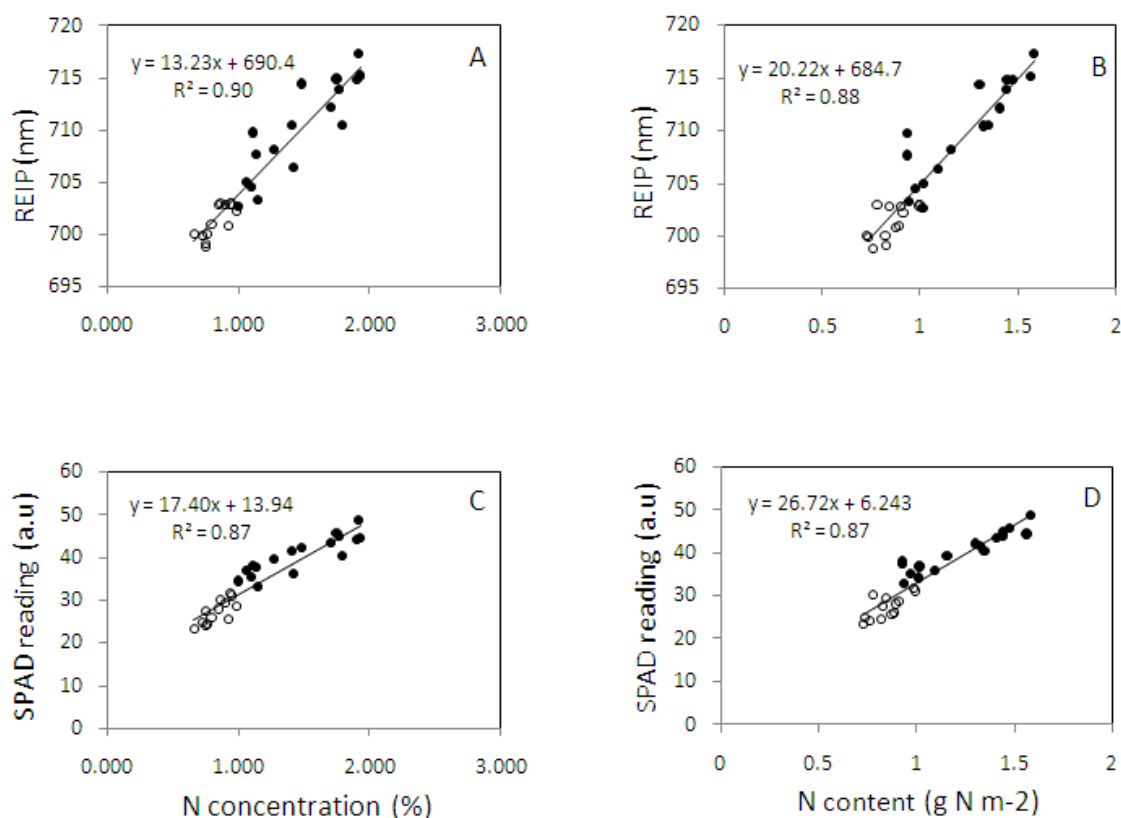 720
715
710
705
700
695
REIP (nm)
y = 13.23x + 690.4
R² = 0.90
A
0.000 1.000 2.000 3.000
720
715
710
705
700
695
REIP (nm)
y = 20.22x + 684.7
R² = 0.88
B
0 0.5 1 1.5 2
60
50
40
30
20
10
0
SPAD reading (a.u)
y = 17.40x + 13.94
R² = 0.87
C
0.000 1.000 2.000 3.000
N concentration (%)
60
50
40
30
20
10
0
SPAD reading (a.u)
y = 26.72x + 6.243
R² = 0.87
D
0 0.5 1 1.5 2
N content (g N m-2)